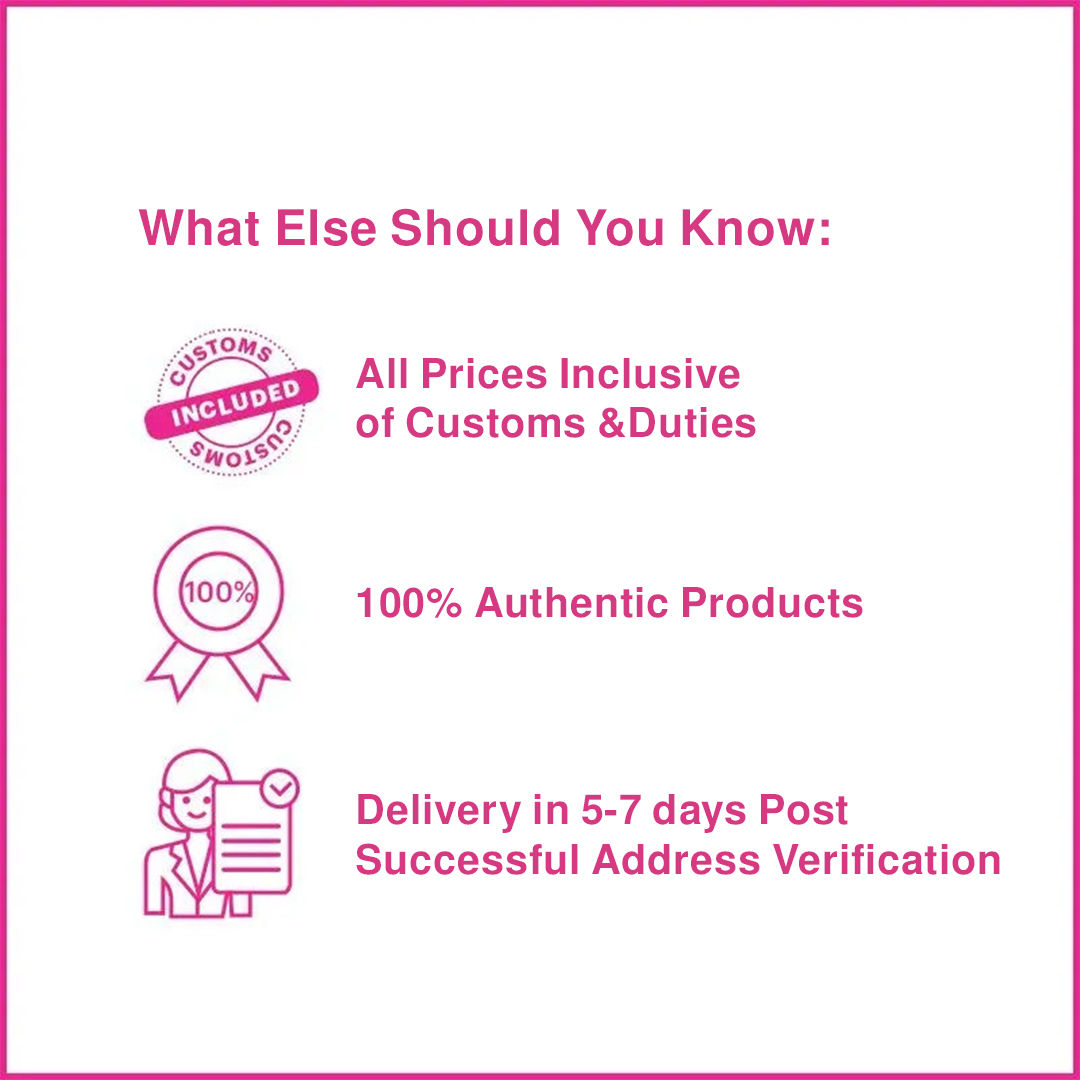 What Else Should You Know:
CUSTOMS
INCLUDED
CUSTOMS
All Prices Inclusive
of Customs &Duties
100%
100% Authentic Products
Delivery in 5-7 days Post
Successful Address Verification